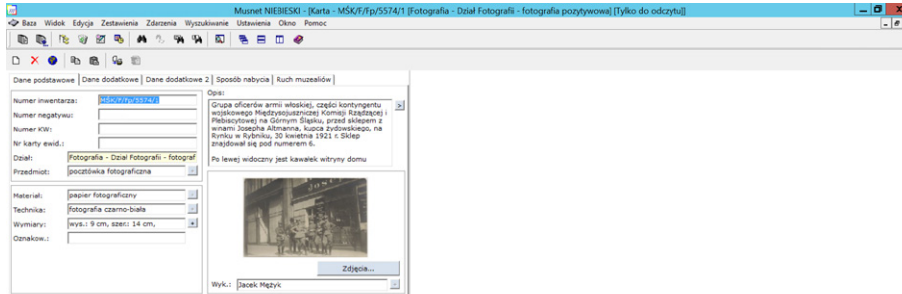 Musnet NIEBIESKI - [Karta - MŚK/F/Fp/5574/1 [Fotografia - Dział Fotografii - fotografia pozytywowa] [Tylko do odczytu]]
Baza Widok Edycja Zestawienia Zdarzenia Wyszukiwanie Ustawienia Okno Pomoc
Dane podstawowe Dane dodatkowe Dane dodatkowe 2 Sposób nabycia Ruch muzealiów
Numer inwentarza: MŚK/F/Fp/5574/1
Numer negatywu:
Numer KW:
Nr karty ewid.:
Dział: Fotografia - Dział Fotografii - fotograf
Przedmiot: pocztówka fotograficzna
Materiał: papier fotograficzny
Technika: fotografia czarno-biała
Wymiary: wys.: 9 cm, szer.: 14 cm,
Oznakow.:
Opis:
Grupa oficerów armii włoskiej, części kontyngentu
wojskowego Międzysojuszniczej Komisji Rządzącej i
Plebiscytowej na Górnym Śląsku, przed sklepem z
winami Josepha Altmanna, kupca żydowskiego, na
Rynku w Rybniku, 30 kwietnia 1921 r. Sklep
znajdował się pod numerem 6.
Po lewej widoczny jest kawałek witryny domu
Zdjęcia...
Wyk.: Jacek Mężyk